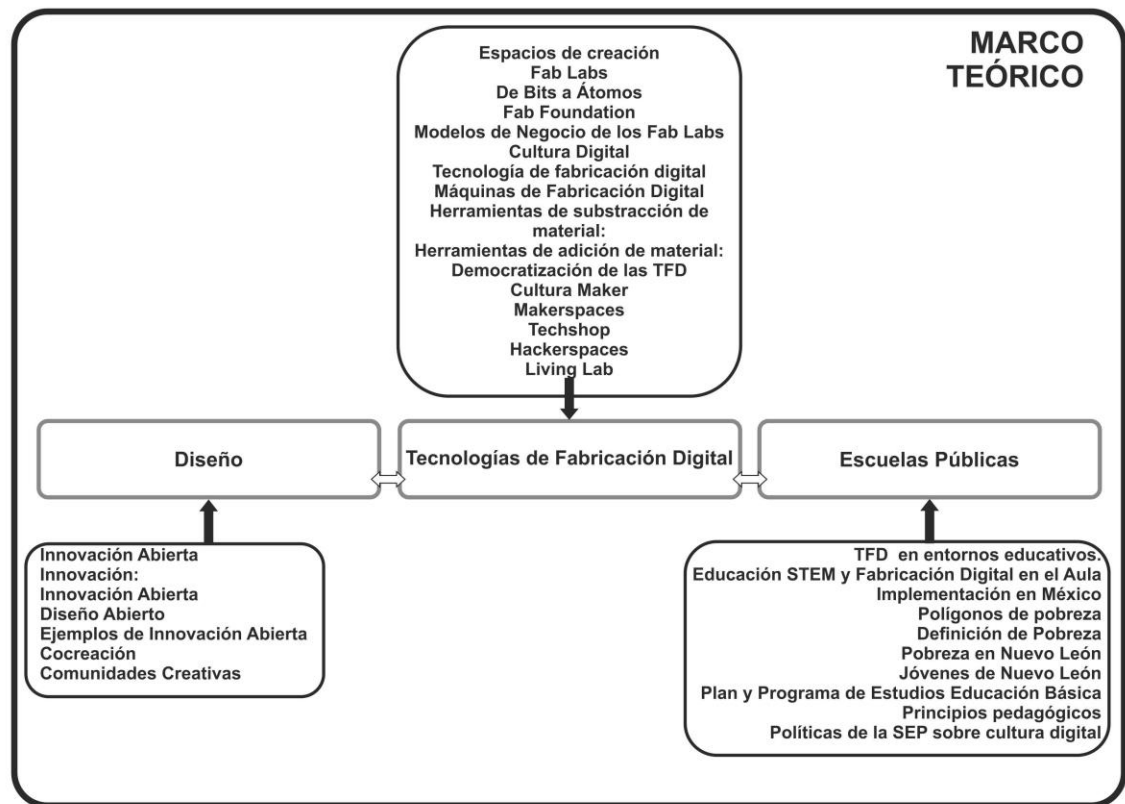 MARCO
TEÓRICO
Espacios de creación
Fab Labs
De Bits a Átomos
Fab Foundation
Modelos de Negocio de los Fab Labs
Cultura Digital
Tecnología de fabricación digital
Máquinas de Fabricación Digital
Herramientas de substracción de
material:
Herramientas de adición de material:
Democratización de las TFD
Cultura Maker
Makerspaces
Techshop
Hackerspaces
Living Lab
Diseño
Tecnologías de Fabricación Digital
Escuelas Públicas
Innovación Abierta
Innovación:
Innovación Abierta
Diseño Abierto
Ejemplos de Innovación Abierta
Cocreación
Comunidades Creativas
TFD en entornos educativos.
Educación STEM y Fabricación Digital en el Aula
Implementación en México
Polígonos de pobreza
Definición de Pobreza
Pobreza en Nuevo León
Jóvenes de Nuevo León
Plan y Programa de Estudios Educación Básica
Principios pedagógicos
Políticas de la SEP sobre cultura digital